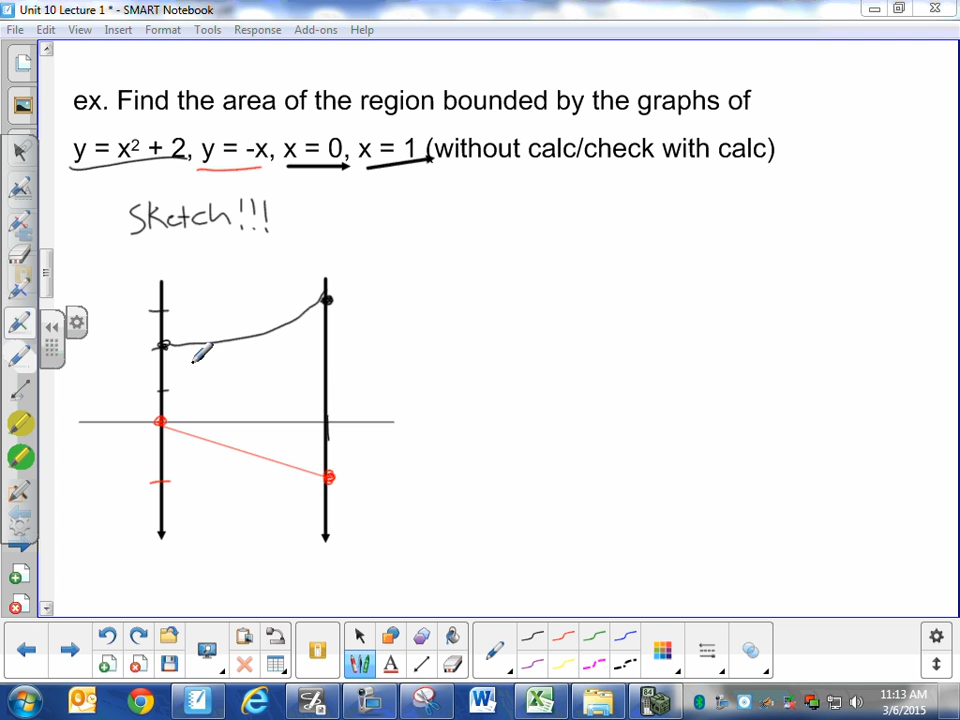 Unit 10 Lecture 1 * - SMART Notebook
File Edit View Insert Format Tools Response Add-ons Help
ex. Find the area of the region bounded by the graphs of
y = x² + 2, y = -x, x = 0, x = 1 (without calc/check with calc)
Sketch!!!
11:13 AM
3/6/2015